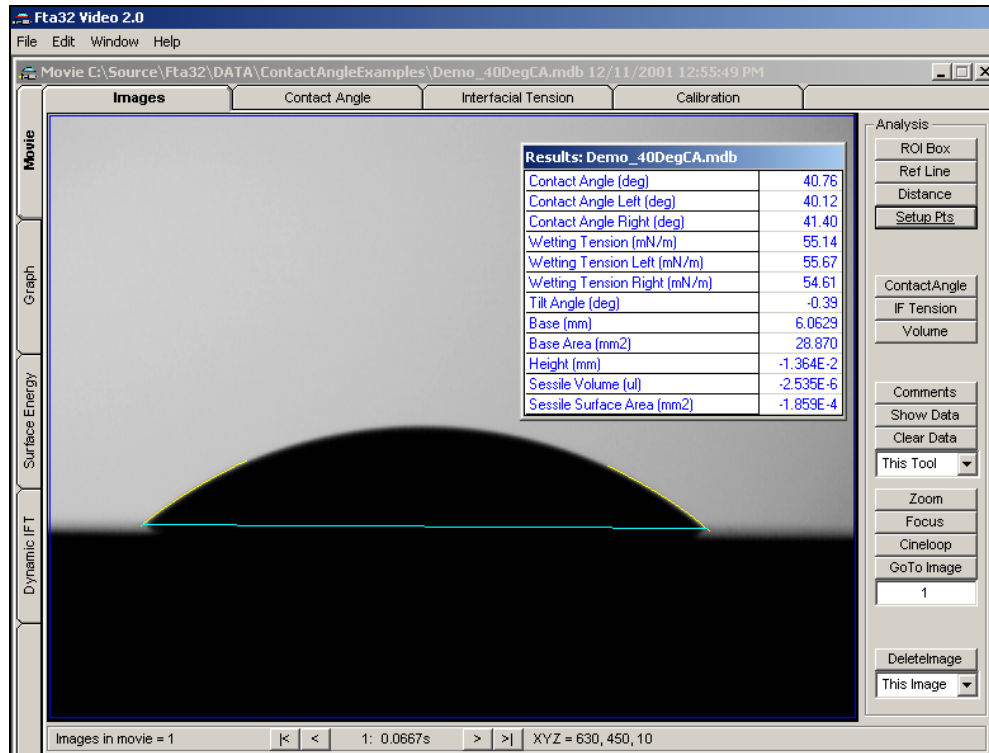 Fta32 Video 2.0
File Edit Window Help
Movie C:\Source\Fta32\DATA\ContactAngleExamples\Demo_40DegCA.mdb 12/11/2001 12:55:49 PM
Images Contact Angle Interfacial Tension Calibration
Movie
Graph
Surface Energy
Dynamic IFT
Results: Demo_40DegCA.mdb
Contact Angle (deg) 40.76
Contact Angle Left (deg) 40.12
Contact Angle Right (deg) 41.40
Wetting Tension (mN/m) 55.14
Wetting Tension Left (mN/m) 55.67
Wetting Tension Right (mN/m) 54.61
Tilt Angle (deg) -0.39
Base (mm) 6.0629
Base Area (mm2) 28.870
Height (mm) -1.364E-2
Sessile Volume (ul) -2.535E-6
Sessile Surface Area (mm2) -1.859E-4
Analysis
ROI Box
Ref Line
Distance
Setup Pts
ContactAngle
IF Tension
Volume
Comments
Show Data
Clear Data
This Tool
Zoom
Focus
Cineloop
GoTo Image
1
DeleteImage
This Image
Images in movie = 1 |< < 1: 0.0667s > >| XYZ = 630, 450, 10